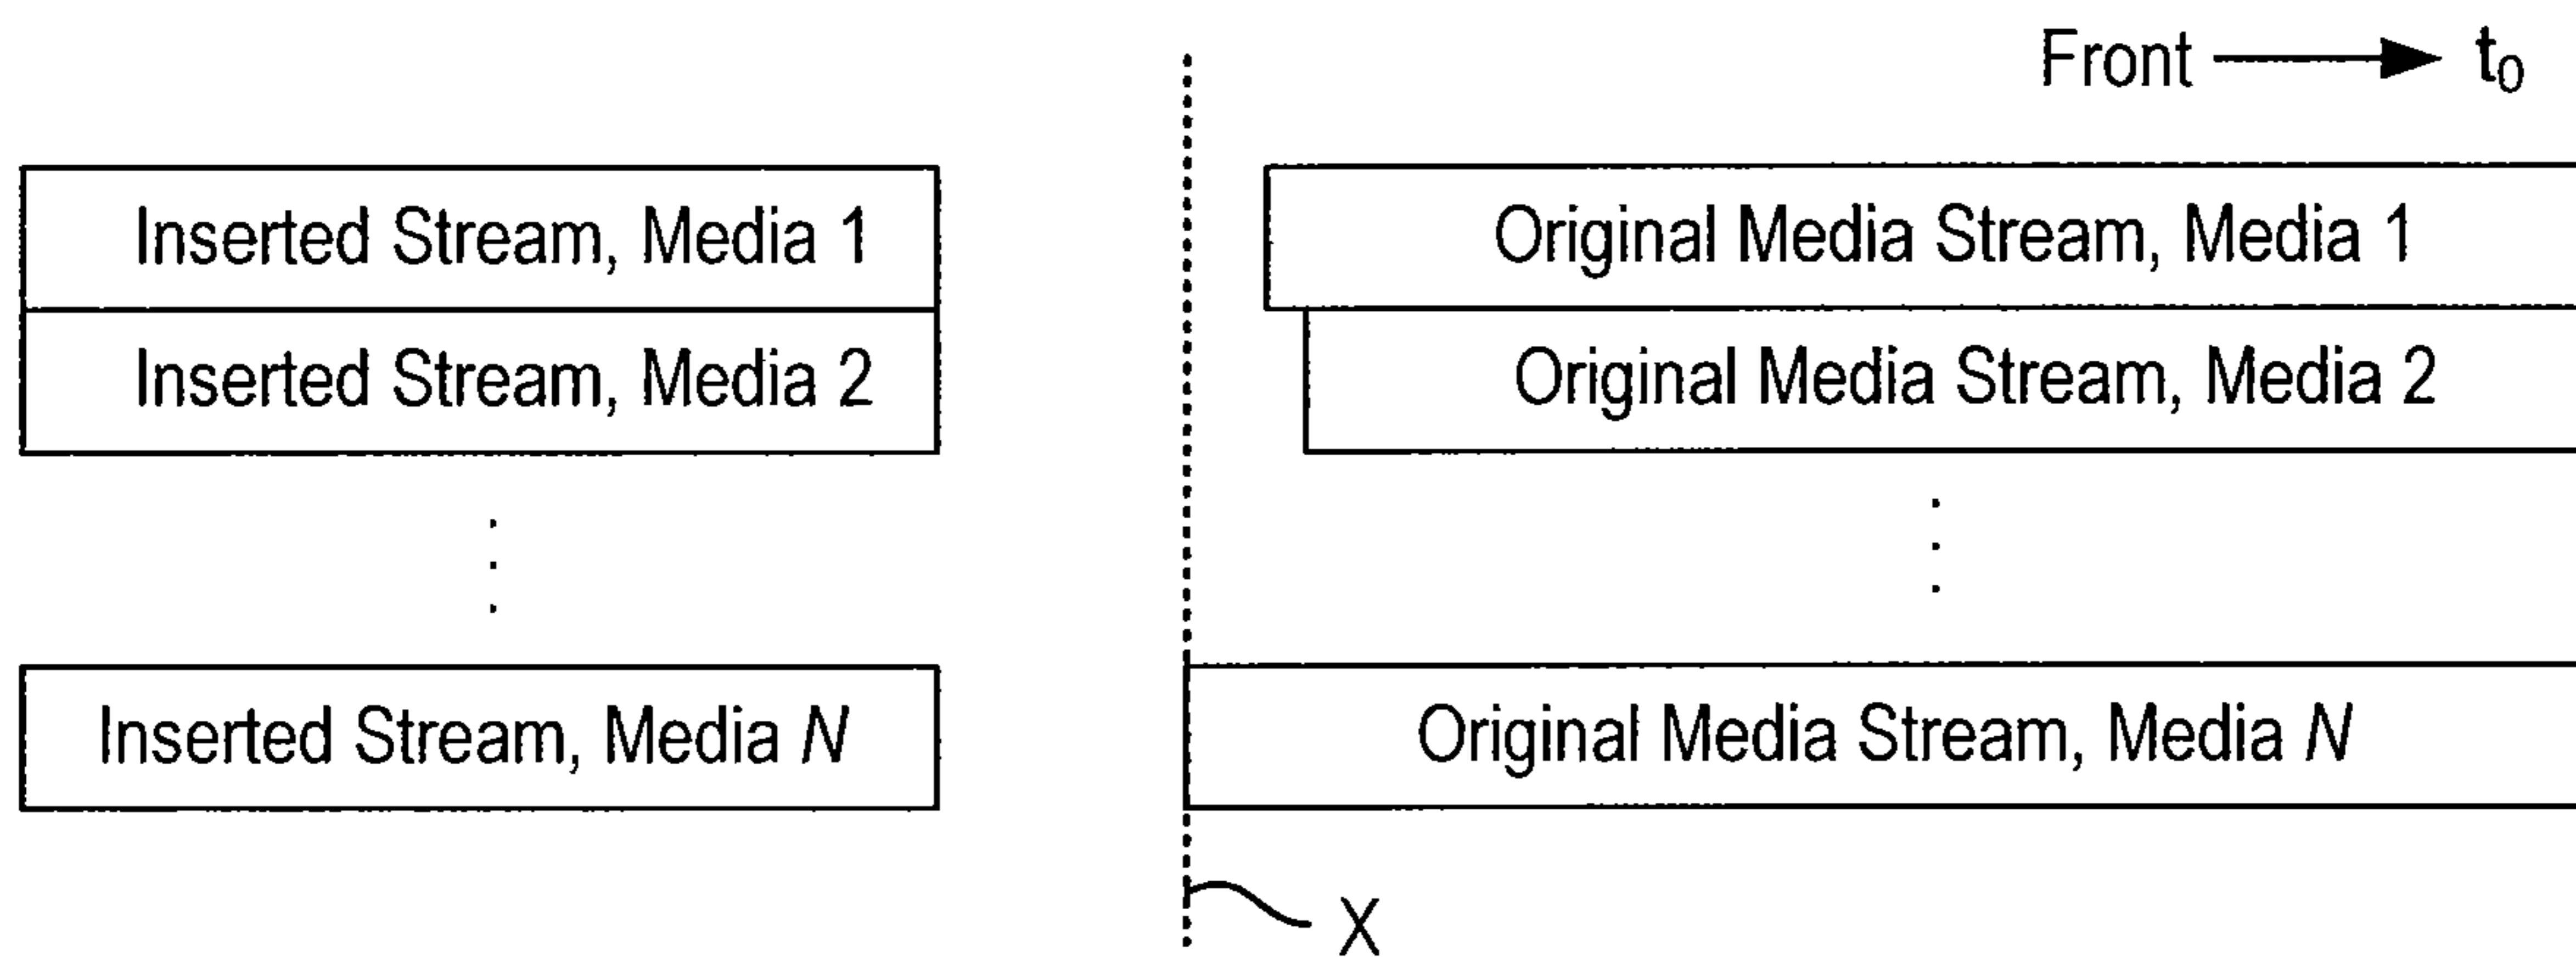 Front t0
Inserted Stream, Media 1
Original Media Stream, Media 1
Inserted Stream, Media 2
Original Media Stream, Media 2
Inserted Stream, Media N
Original Media Stream, Media N
X